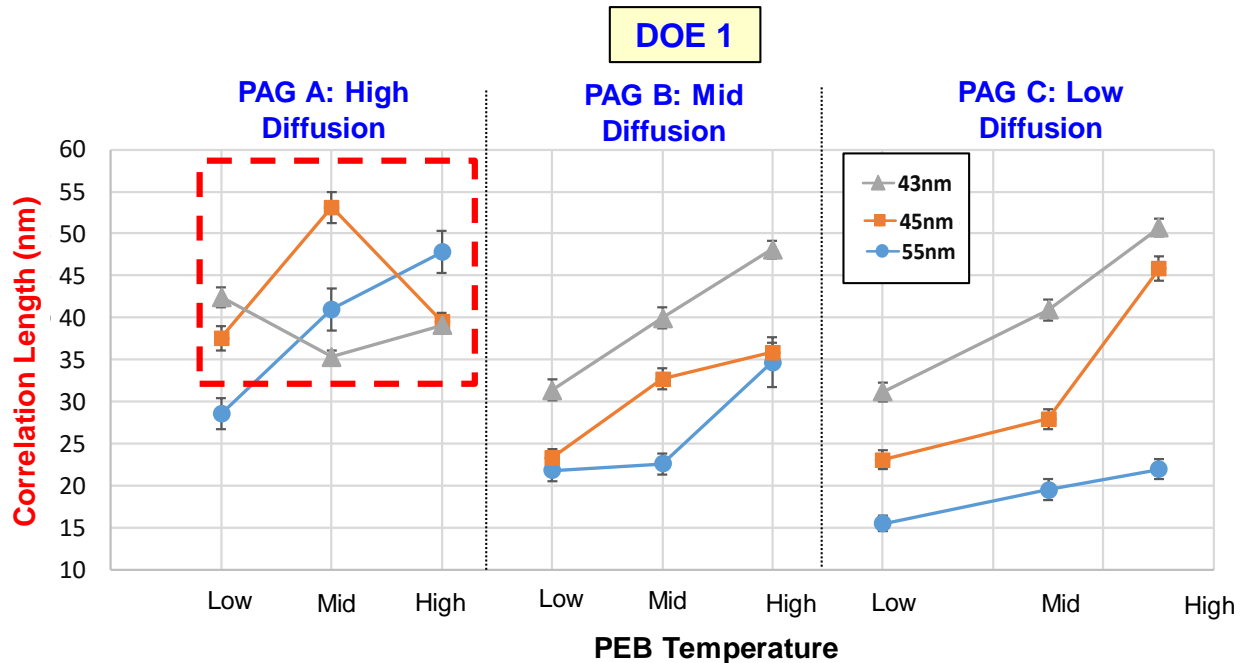 DOE 1
PAG A: High
Diffusion
PAG B: Mid
Diffusion
PAG C: Low
Diffusion
Correlation Length (nm)
60
55
50
45
40
35
30
25
20
15
10
43nm
45nm
55nm
Low Mid High Low Mid High Low Mid High
PEB Temperature